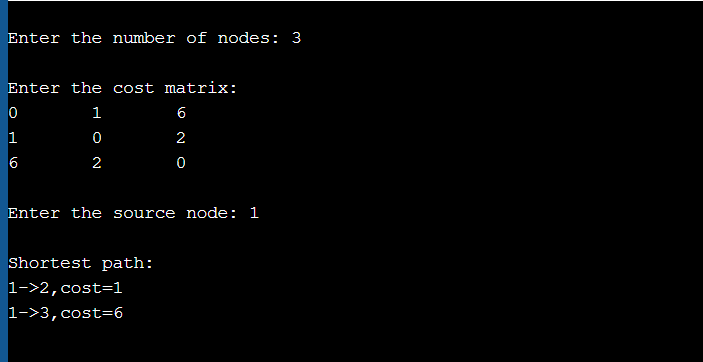 Enter the number of nodes: 3
Enter the cost matrix:
0 1 6
1 0 2
6 2 0
Enter the source node: 1
Shortest path:
1->2,cost=1
1->3,cost=6